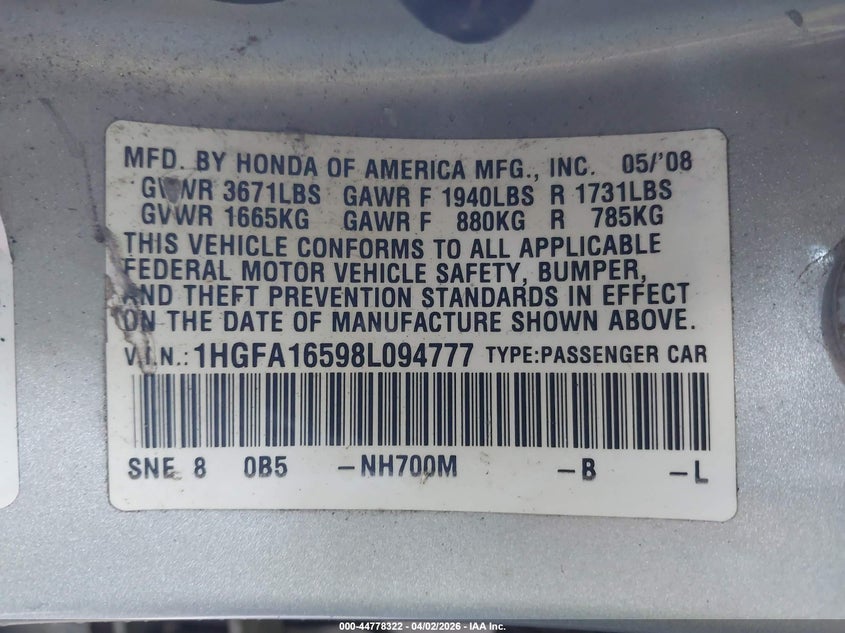 MFD. BY HONDA OF AMERICA MFG., INC. 05/'08
GVWR 3671LBS GAWR F 1940LBS R 1731LBS
GVWR 1665KG GAWR F 880KG R 785KG
THIS VEHICLE CONFORMS TO ALL APPLICABLE
FEDERAL MOTOR VEHICLE SAFETY, BUMPER,
AND THEFT PREVENTION STANDARDS IN EFFECT
ON THE DATE OF MANUFACTURE SHOWN ABOVE.
V.I.N.: 1HGFA16598L094777 TYPE:PASSENGER CAR
SNE 8 0B5 –NH700M –B –L
000-44778322 | 04/02/2026 - IAA Inc.